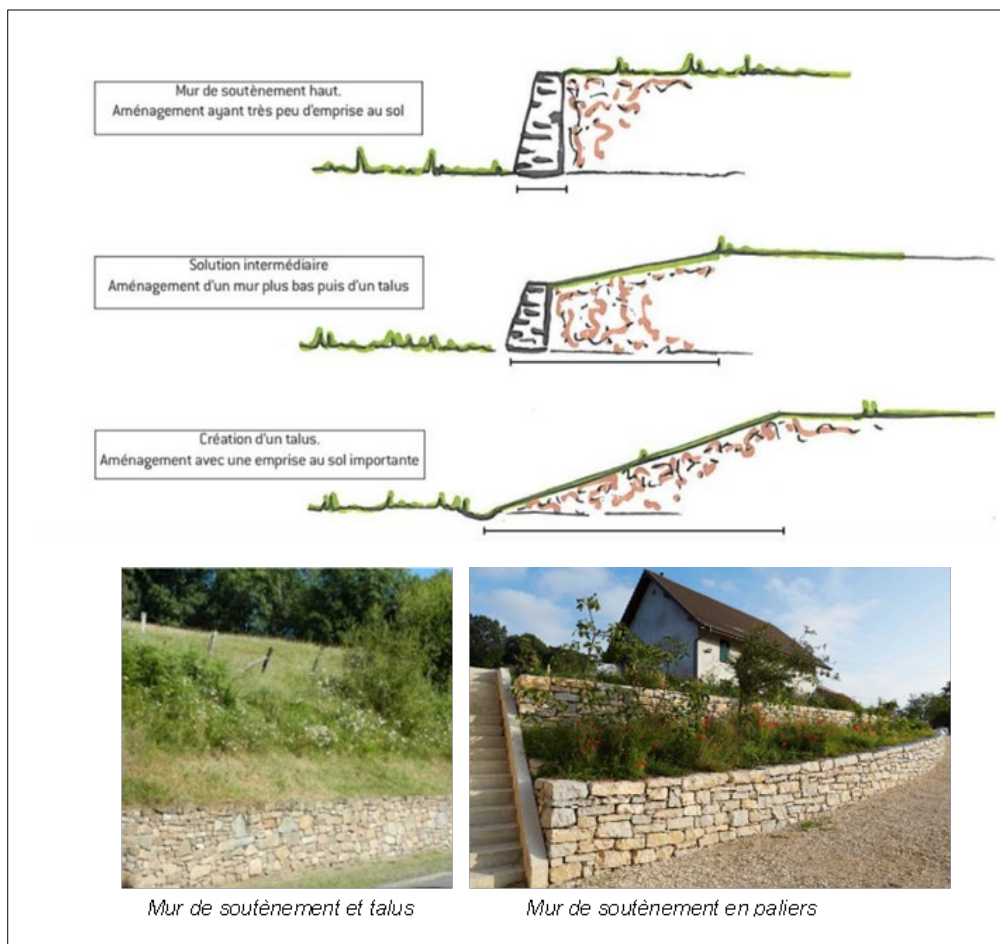 Mur de soutènement haut.
Aménagement ayant très peu d'emprise au sol
Solution intermédiaire
Aménagement d'un mur plus bas puis d'un talus
Création d'un talus.
Aménagement avec une emprise au sol importante
Mur de soutènement et talus
Mur de soutènement en paliers